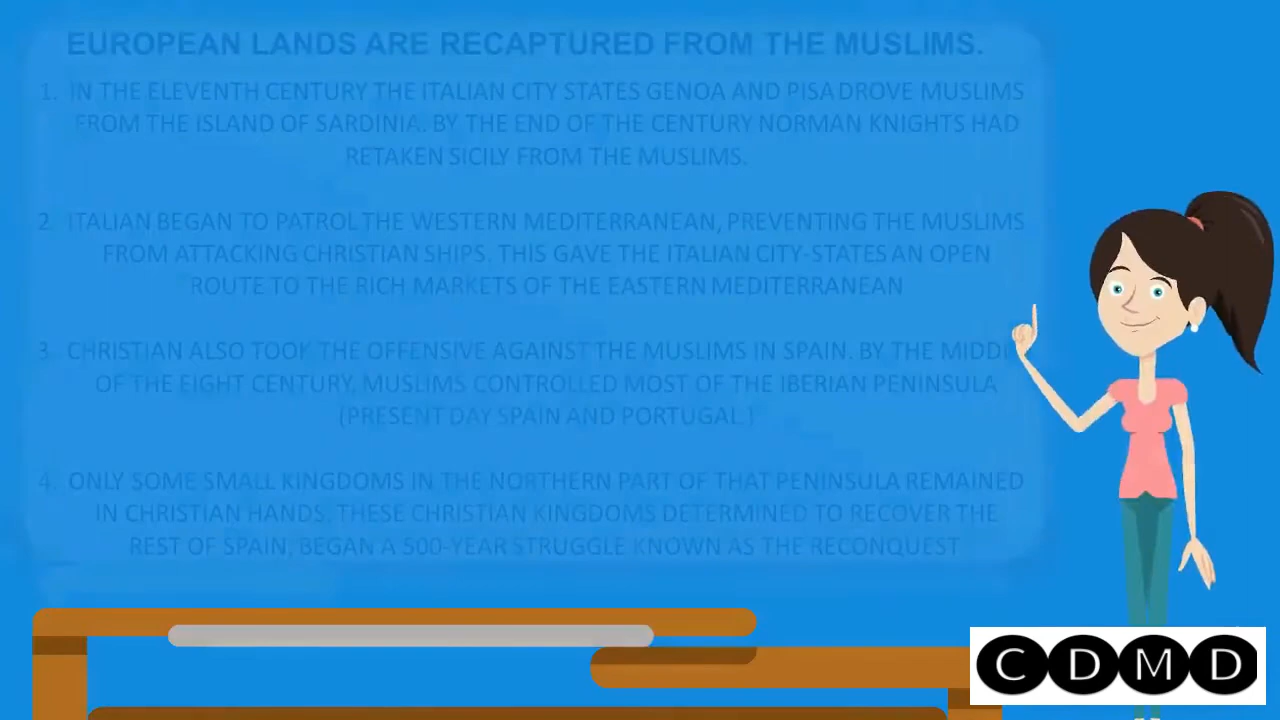 EUROPEAN LANDS ARE RECAPTURED FROM THE MUSLIMS.
1. IN THE ELEVENTH CENTURY THE ITALIAN CITY STATES GENOA AND PISA DROVE MUSLIMS
FROM THE ISLAND OF SARDINIA. BY THE END OF THE CENTURY NORMAN KNIGHTS HAD
RETAKEN SICILY FROM THE MUSLIMS.
2. ITALIAN BEGAN TO PATROL THE WESTERN MEDITERRANEAN, PREVENTING THE MUSLIMS
FROM ATTACKING CHRISTIAN SHIPS. THIS GAVE THE ITALIAN CITY-STATES AN OPEN
ROUTE TO THE RICH MARKETS OF THE EASTERN MEDITERRANEAN
3. CHRISTIAN ALSO TOOK THE OFFENSIVE AGAINST THE MUSLIMS IN SPAIN. BY THE MIDDL
OF THE EIGHT CENTURY, MUSLIMS CONTROLLED MOST OF THE IBERIAN PENINSULA
(PRESENT DAY SPAIN AND PORTUGAL.)
4. ONLY SOME SMALL KINGDOMS IN THE NORTHERN PART OF THAT PENINSULA REMAINED
IN CHRISTIAN HANDS. THESE CHRISTIAN KINGDOMS DETERMINED TO RECOVER THE
REST OF SPAIN, BEGAN A 500-YEAR STRUGGLE KNOWN AS THE RECONQUEST
CDMD